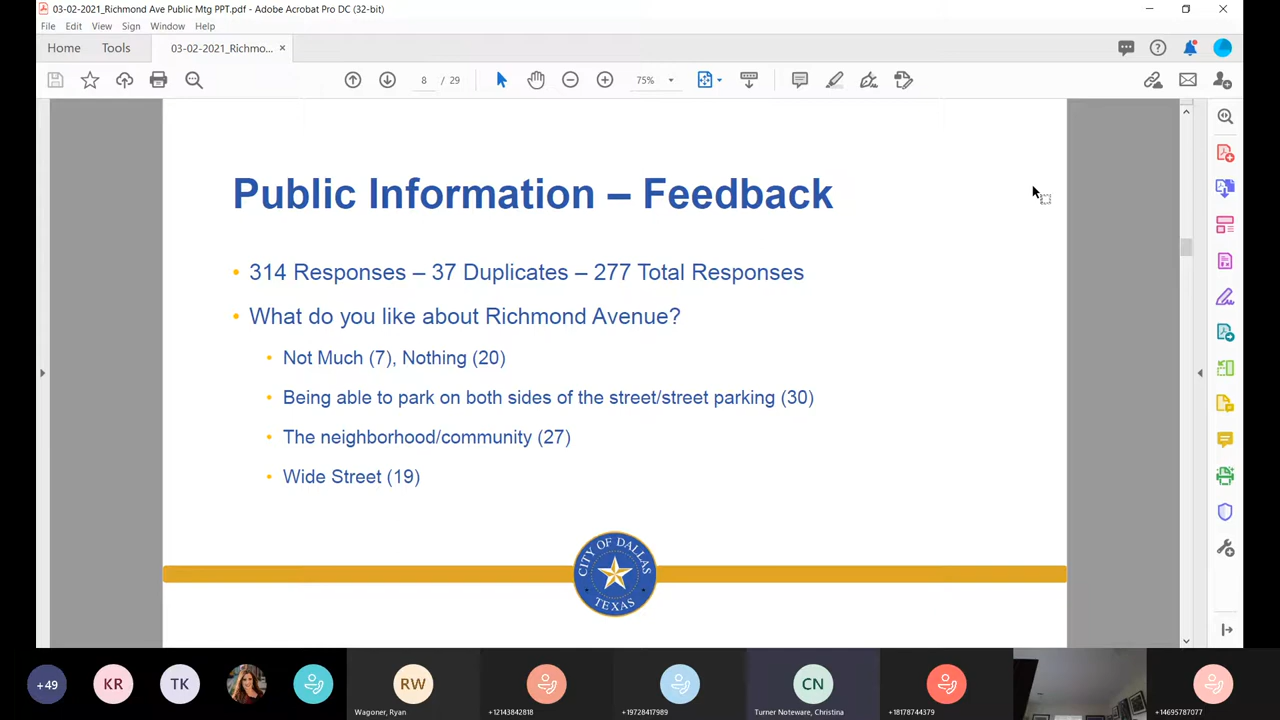 03-02-2021_Richmond Ave Public Mtg PPT.pdf - Adobe Acrobat Pro DC (32-bit)
File Edit View Sign Window Help
Home Tools 03-02-2021_Richmo... ×
8 / 29 75%
Public Information – Feedback
• 314 Responses – 37 Duplicates – 277 Total Responses
• What do you like about Richmond Avenue?
• Not Much (7), Nothing (20)
• Being able to park on both sides of the street/street parking (30)
• The neighborhood/community (27)
• Wide Street (19)
CITY OF DALLAS
TEXAS
+49 KR TK RW CN
Wagoner, Ryan +12143842818 +19728417989 Turner Noteware, Christina +18178744379 +14695787077